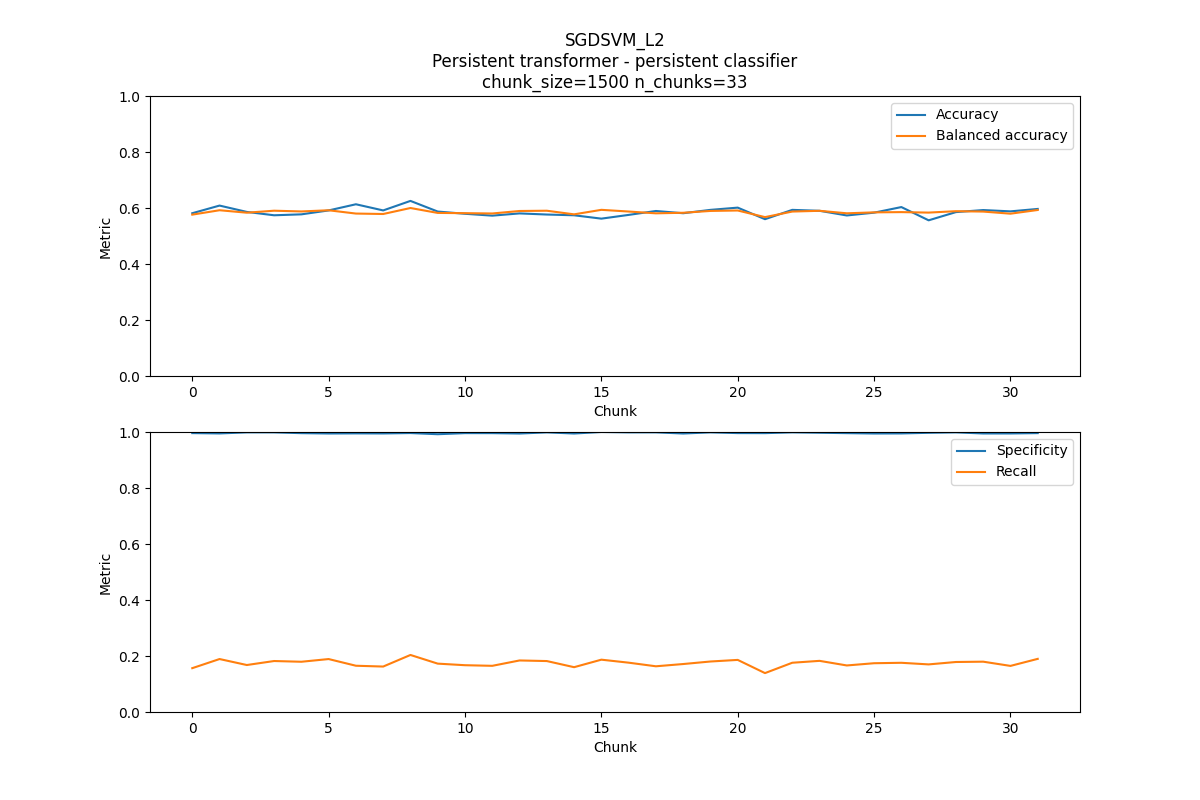 SGDSVM_L2
Persistent transformer - persistent classifier
chunk_size=1500 n_chunks=33
1.0
0.8
0.6
0.4
0.2
0.0
Metric
Accuracy
Balanced accuracy
0 5 10 15 20 25 30
Chunk
1.0
0.8
0.6
0.4
0.2
0.0
Metric
Specificity
Recall
0 5 10 15 20 25 30
Chunk